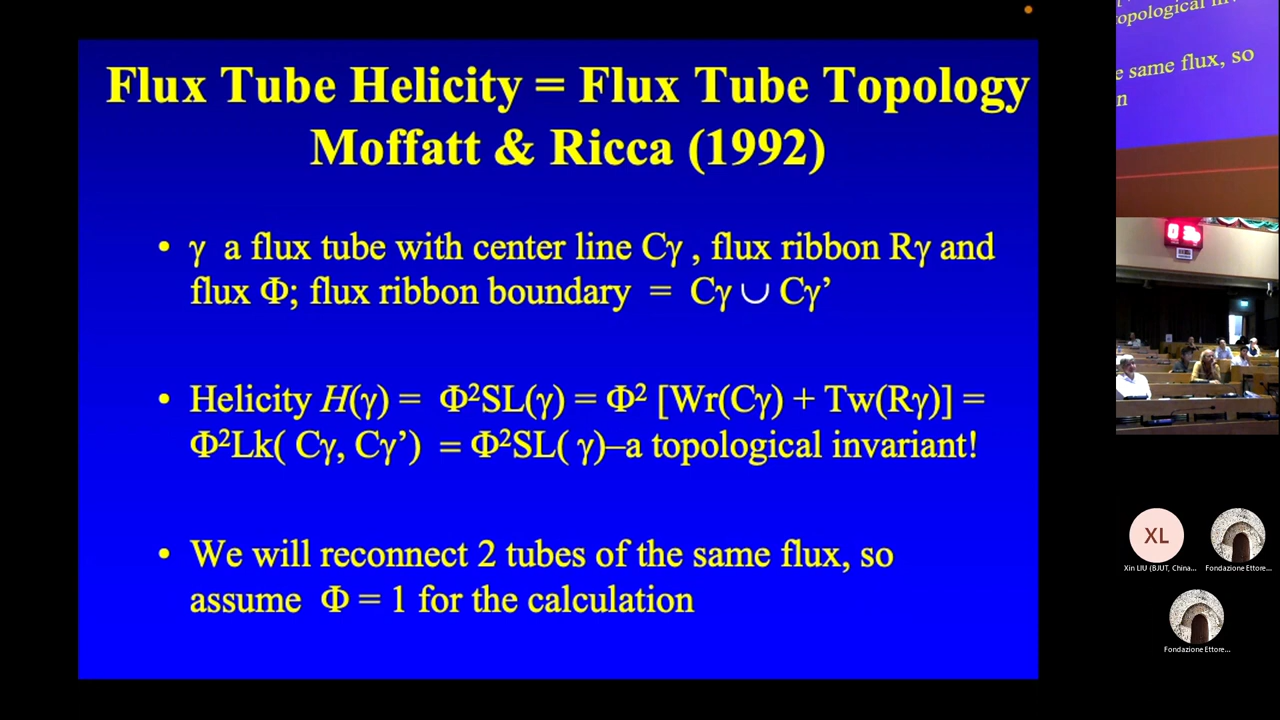 Flux Tube Helicity = Flux Tube Topology
Moffatt & Ricca (1992)
• γ a flux tube with center line Cγ , flux ribbon Rγ and
flux Φ; flux ribbon boundary = Cγ ∪ Cγ’
• Helicity H(γ) = Φ²SL(γ) = Φ² [Wr(Cγ) + Tw(Rγ)] =
Φ²Lk( Cγ, Cγ’) = Φ²SL( γ)–a topological invariant!
• We will reconnect 2 tubes of the same flux, so
assume Φ = 1 for the calculation
topological
e same flux, so
n
XL
Xin LIU (BJUT, China...
Fondazione Ettore...
Fondazione Ettore...